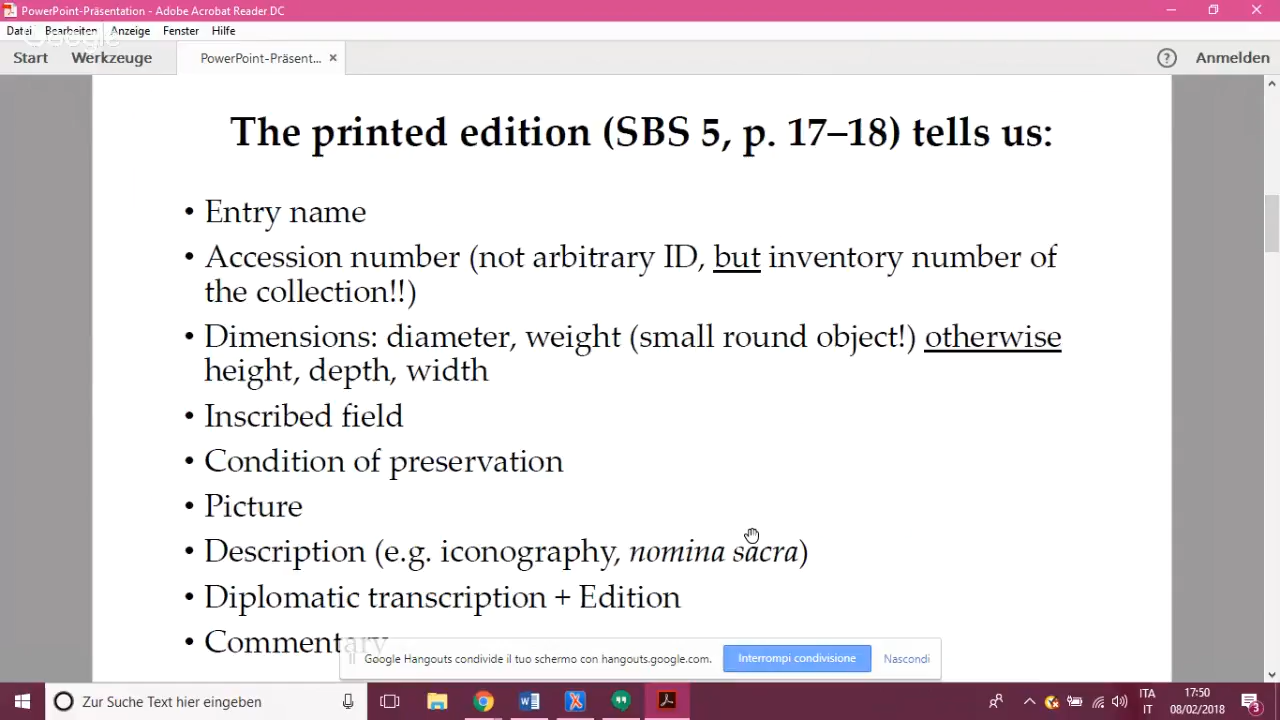 PowerPoint-Präsentation - Adobe Acrobat Reader DC
Datei Bearbeiten Anzeige Fenster Hilfe
Google
Start Werkzeuge PowerPoint-Präsent... × ? Anmelden
The printed edition (SBS 5, p. 17–18) tells us:
• Entry name
• Accession number (not arbitrary ID, but inventory number of
the collection!!)
• Dimensions: diameter, weight (small round object!) otherwise
height, depth, width
• Inscribed field
• Condition of preservation
• Picture
• Description (e.g. iconography, nomina sacra)
• Diplomatic transcription + Edition
• Commentary
Google Hangouts condivide il tuo schermo con hangouts.google.com. Interrompi condivisione Nascondi
Zur Suche Text hier eingeben
ITA 17:50
IT 08/02/2018 3